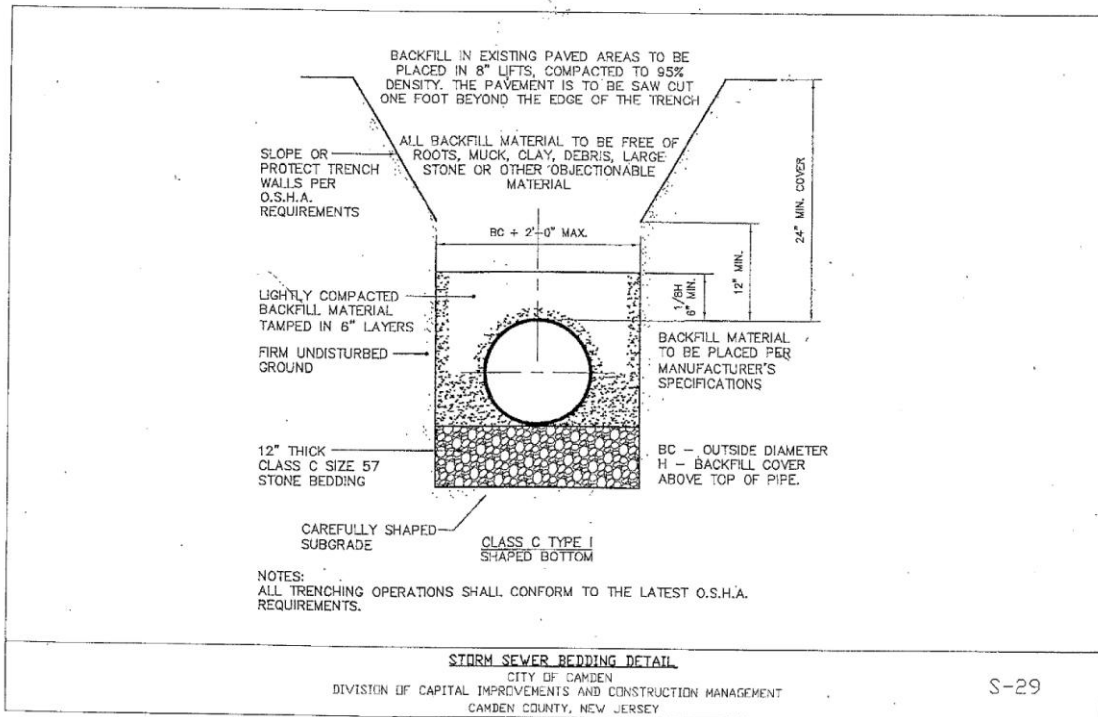 BACKFILL IN EXISTING PAVED AREAS TO BE
PLACED IN 8" LIFTS, COMPACTED TO 95%
DENSITY. THE PAVEMENT IS TO BE SAW CUT
ONE FOOT BEYOND THE EDGE OF THE TRENCH
ALL BACKFILL MATERIAL TO BE FREE OF
ROOTS, MUCK, CLAY, DEBRIS, LARGE
STONE OR OTHER OBJECTIONABLE
MATERIAL
SLOPE OR
PROTECT TRENCH
WALLS PER
O.S.H.A.
REQUIREMENTS
24" MIN. COVER
BC + 2'-0" MAX.
12" MIN.
1/8H
6" MIN.
LIGHTLY COMPACTED
BACKFILL MATERIAL
TAMPED IN 6" LAYERS
FIRM UNDISTURBED
GROUND
BACKFILL MATERIAL
TO BE PLACED PER
MANUFACTURER'S
SPECIFICATIONS
12" THICK
CLASS C SIZE 57
STONE BEDDING
BC – OUTSIDE DIAMETER
H – BACKFILL COVER
ABOVE TOP OF PIPE.
CAREFULLY SHAPED
SUBGRADE
CLASS C TYPE I
SHAPED BOTTOM
NOTES:
ALL TRENCHING OPERATIONS SHALL CONFORM TO THE LATEST O.S.H.A.
REQUIREMENTS.
STORM SEWER BEDDING DETAIL
CITY OF CAMDEN
DIVISION OF CAPITAL IMPROVEMENTS AND CONSTRUCTION MANAGEMENT
CAMDEN COUNTY, NEW JERSEY
S-29